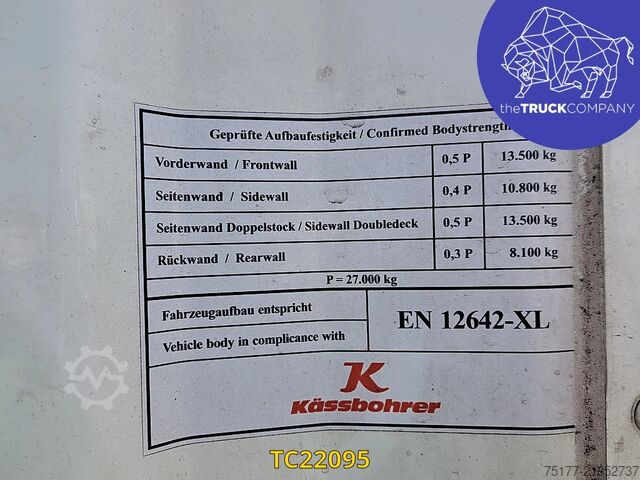 theTRUCKCOMPANY
Geprüfte Aufbaufestigkeit / Confirmed Bodystrength
Vorderwand / Frontwall 0,5 P 13.500 kg
Seitenwand / Sidewall 0,4 P 10.800 kg
Seitenwand Doppelstock / Sidewall Doubledeck 0,5 P 13.500 kg
Rückwand / Rearwall 0,3 P 8.100 kg
P = 27.000 kg
Fahrzeugaufbau entspricht
Vehicle body in complicance with
EN 12642-XL
K
Kässbohrer
TC22095